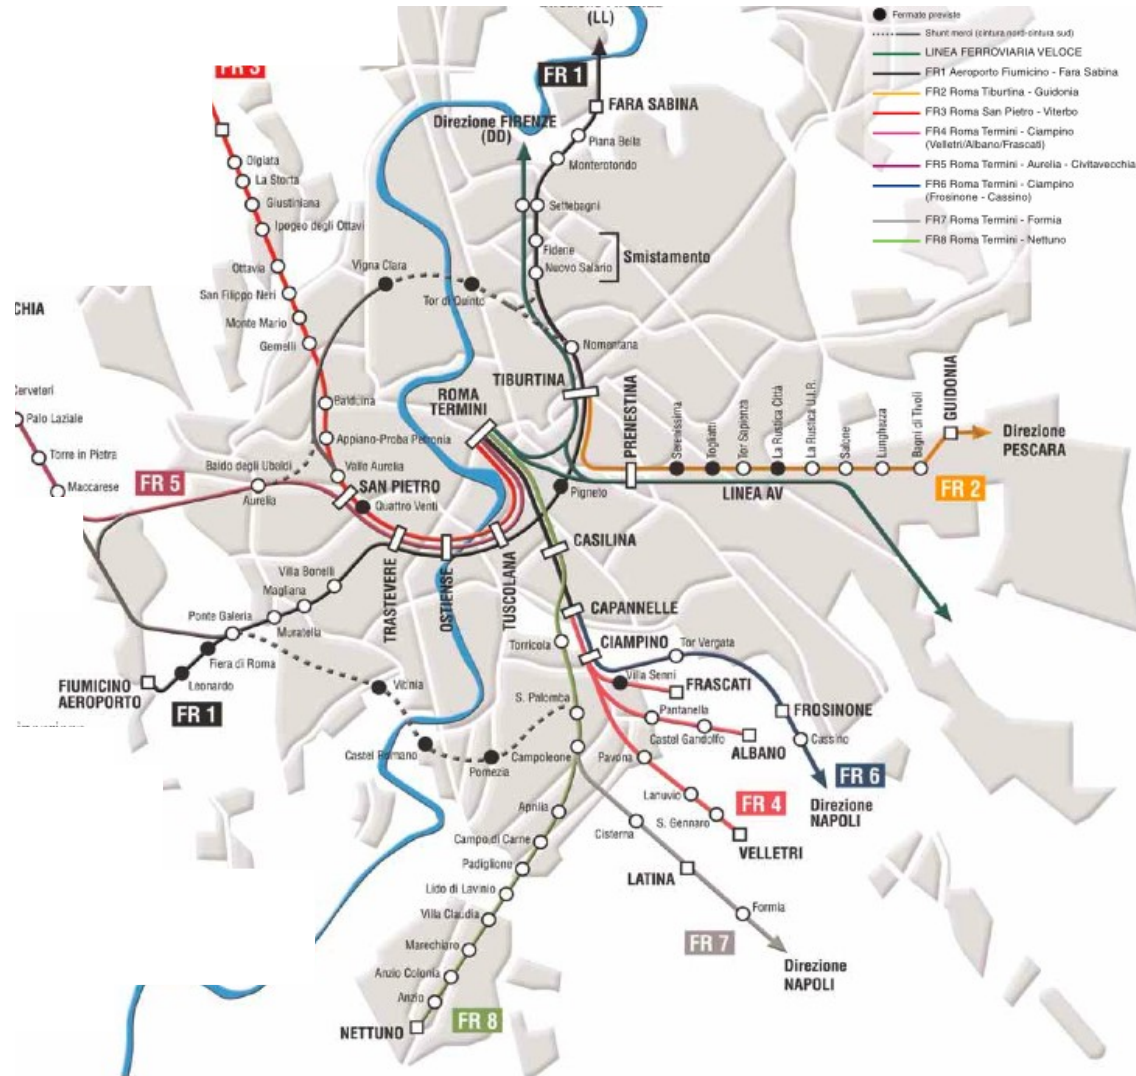 (LL)
FR 1
FARA SABINA
Direzione FIRENZE
(DD)
Piana Bella
Monterotondo
Settebagni
Fidene
Nuovo Salario
Smistamento
Fermate previste
Shunt merci (cintura nord-cintura sud)
LINEA FERROVIARIA VELOCE
FR1 Aeroporto Fiumicino - Fara Sabina
FR2 Roma Tiburtina - Guidonia
FR3 Roma San Pietro - Viterbo
FR4 Roma Termini - Ciampino
(Velletri/Albano/Frascati)
FR5 Roma Termini - Aurelia - Civitavecchia
FR6 Roma Termini - Ciampino
(Frosinone - Cassino)
FR7 Roma Termini - Formia
FR8 Roma Termini - Nettuno
FR 3
Olgiata
La Storta
Giustiniana
Ipogeo degli Ottavi
Ottavia
San Filippo Neri
Monte Mario
Gemelli
Vigna Clara
Tor di Quinto
Nomentana
TIBURTINA
ROMA
TERMINI
Balduina
Appiano-Proba Petronia
Valle Aurelia
Baldo degli Ubaldi
Aurelia
SAN PIETRO
Quattro Venti
CHIA
Cerveteri
Palo Laziale
Torre in Pietra
Maccarese
FR 5
PRENESTINA
Serenissima
Togliatti
Tor Sapienza
La Rustica Città
La Rustica U.I.R.
Salone
Lunghezza
Bagni di Tivoli
GUIDONIA
Direzione
PESCARA
FR 2
LINEA AV
Pigneto
CASILINA
TRASTEVERE
OSTIENSE
TUSCOLANA
CAPANNELLE
CIAMPINO
Villa Bonelli
Magliana
Muratella
Ponte Galeria
Fiera di Roma
Leonardo
FIUMICINO
AEROPORTO
FR 1
Vitinia
Castel Romano
Pomezia
Torricola
S. Palomba
Campoleone
Tor Vergata
Villa Senni
FRASCATI
Pantanella
Castel Gandolfo
ALBANO
FROSINONE
Cassino
FR 6
Direzione
NAPOLI
Pavona
Lanuvio
S. Gennaro
FR 4
VELLETRI
Aprilia
Campo di Carne
Padiglione
Lido di Lavinio
Villa Claudia
Marechiaro
Anzio Colonia
Anzio
NETTUNO
FR 8
Cisterna
LATINA
Formia
FR 7
Direzione
NAPOLI